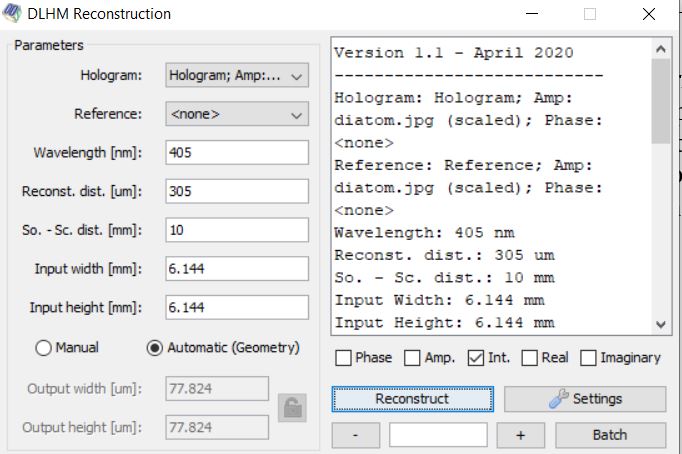 DLHM Reconstruction
Parameters
Hologram: Hologram; Amp:...
Reference: <none>
Wavelength [nm]: 405
Reconst. dist. [um]: 305
So. - Sc. dist. [mm]: 10
Input width [mm]: 6.144
Input height [mm]: 6.144
Manual Automatic (Geometry)
Output width [um]: 77.824
Output height [um]: 77.824
Version 1.1 - April 2020
---------------------------
Hologram: Hologram; Amp:
diatom.jpg (scaled); Phase:
<none>
Reference: Reference; Amp:
diatom.jpg (scaled); Phase:
<none>
Wavelength: 405 nm
Reconst. dist.: 305 um
So. - Sc. dist.: 10 mm
Input Width: 6.144 mm
Input Height: 6.144 mm
Phase Amp. Int. Real Imaginary
Reconstruct Settings
- + Batch